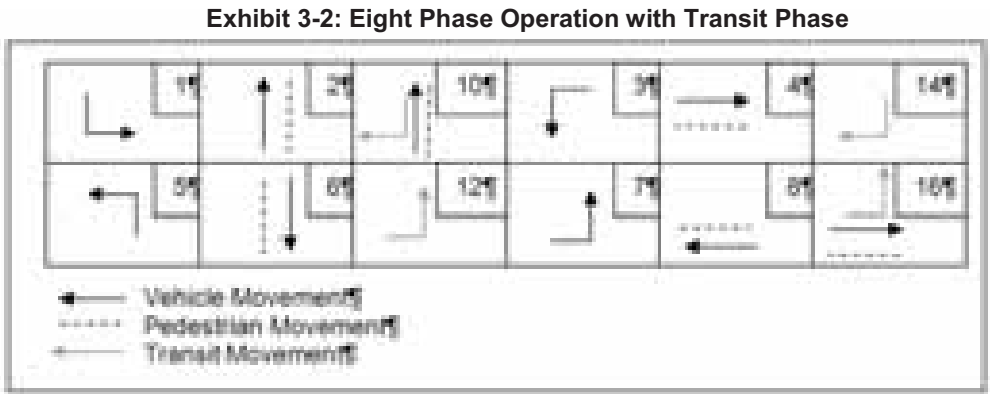 Exhibit 3-2: Eight Phase Operation with Transit Phase
1¶ 2¶ 10¶ 3¶ 4¶ 14¶
5¶ 6¶ 12¶ 7¶ 8¶ 16¶
Vehicle Movement¶
Pedestrian Movement¶
Transit Movement¶